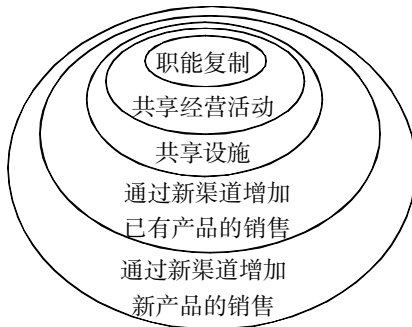 职能复制
共享经营活动
共享设施
通过新渠道增加
已有产品的销售
通过新渠道增加
新产品的销售